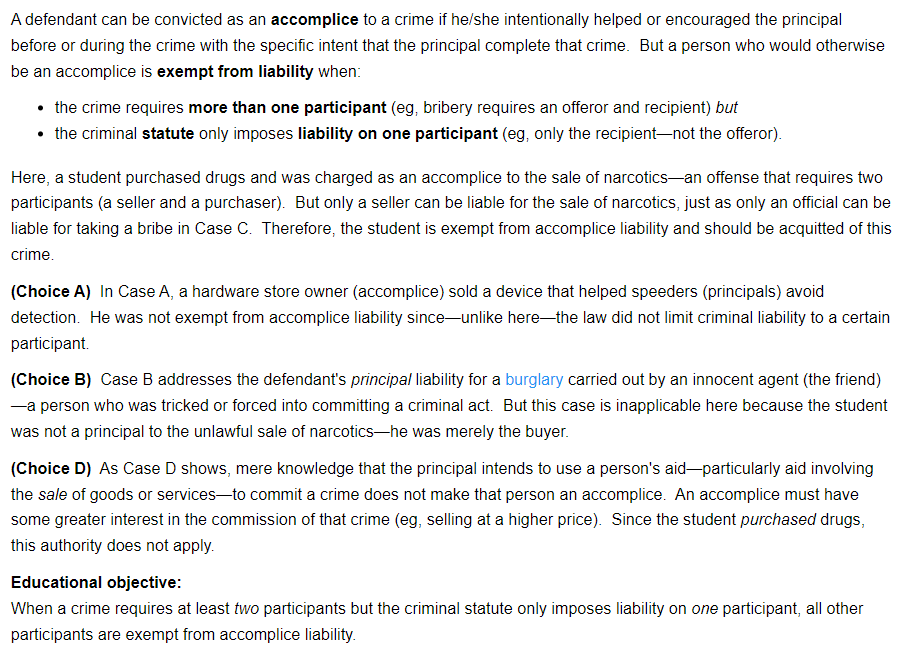 A defendant can be convicted as an accomplice to a crime if he/she intentionally helped or encouraged the principal
before or during the crime with the specific intent that the principal complete that crime.  But a person who would otherwise
be an accomplice is exempt from liability when:
• the crime requires more than one participant (eg, bribery requires an offeror and recipient) but
• the criminal statute only imposes liability on one participant (eg, only the recipient—not the offeror).
Here, a student purchased drugs and was charged as an accomplice to the sale of narcotics—an offense that requires two
participants (a seller and a purchaser).  But only a seller can be liable for the sale of narcotics, just as only an official can be
liable for taking a bribe in Case C.  Therefore, the student is exempt from accomplice liability and should be acquitted of this
crime.
(Choice A)  In Case A, a hardware store owner (accomplice) sold a device that helped speeders (principals) avoid
detection.  He was not exempt from accomplice liability since—unlike here—the law did not limit criminal liability to a certain
participant.
(Choice B)  Case B addresses the defendant's principal liability for a burglary carried out by an innocent agent (the friend)
—a person who was tricked or forced into committing a criminal act.  But this case is inapplicable here because the student
was not a principal to the unlawful sale of narcotics—he was merely the buyer.
(Choice D)  As Case D shows, mere knowledge that the principal intends to use a person's aid—particularly aid involving
the sale of goods or services—to commit a crime does not make that person an accomplice.  An accomplice must have
some greater interest in the commission of that crime (eg, selling at a higher price).  Since the student purchased drugs,
this authority does not apply.
Educational objective:
When a crime requires at least two participants but the criminal statute only imposes liability on one participant, all other
participants are exempt from accomplice liability.